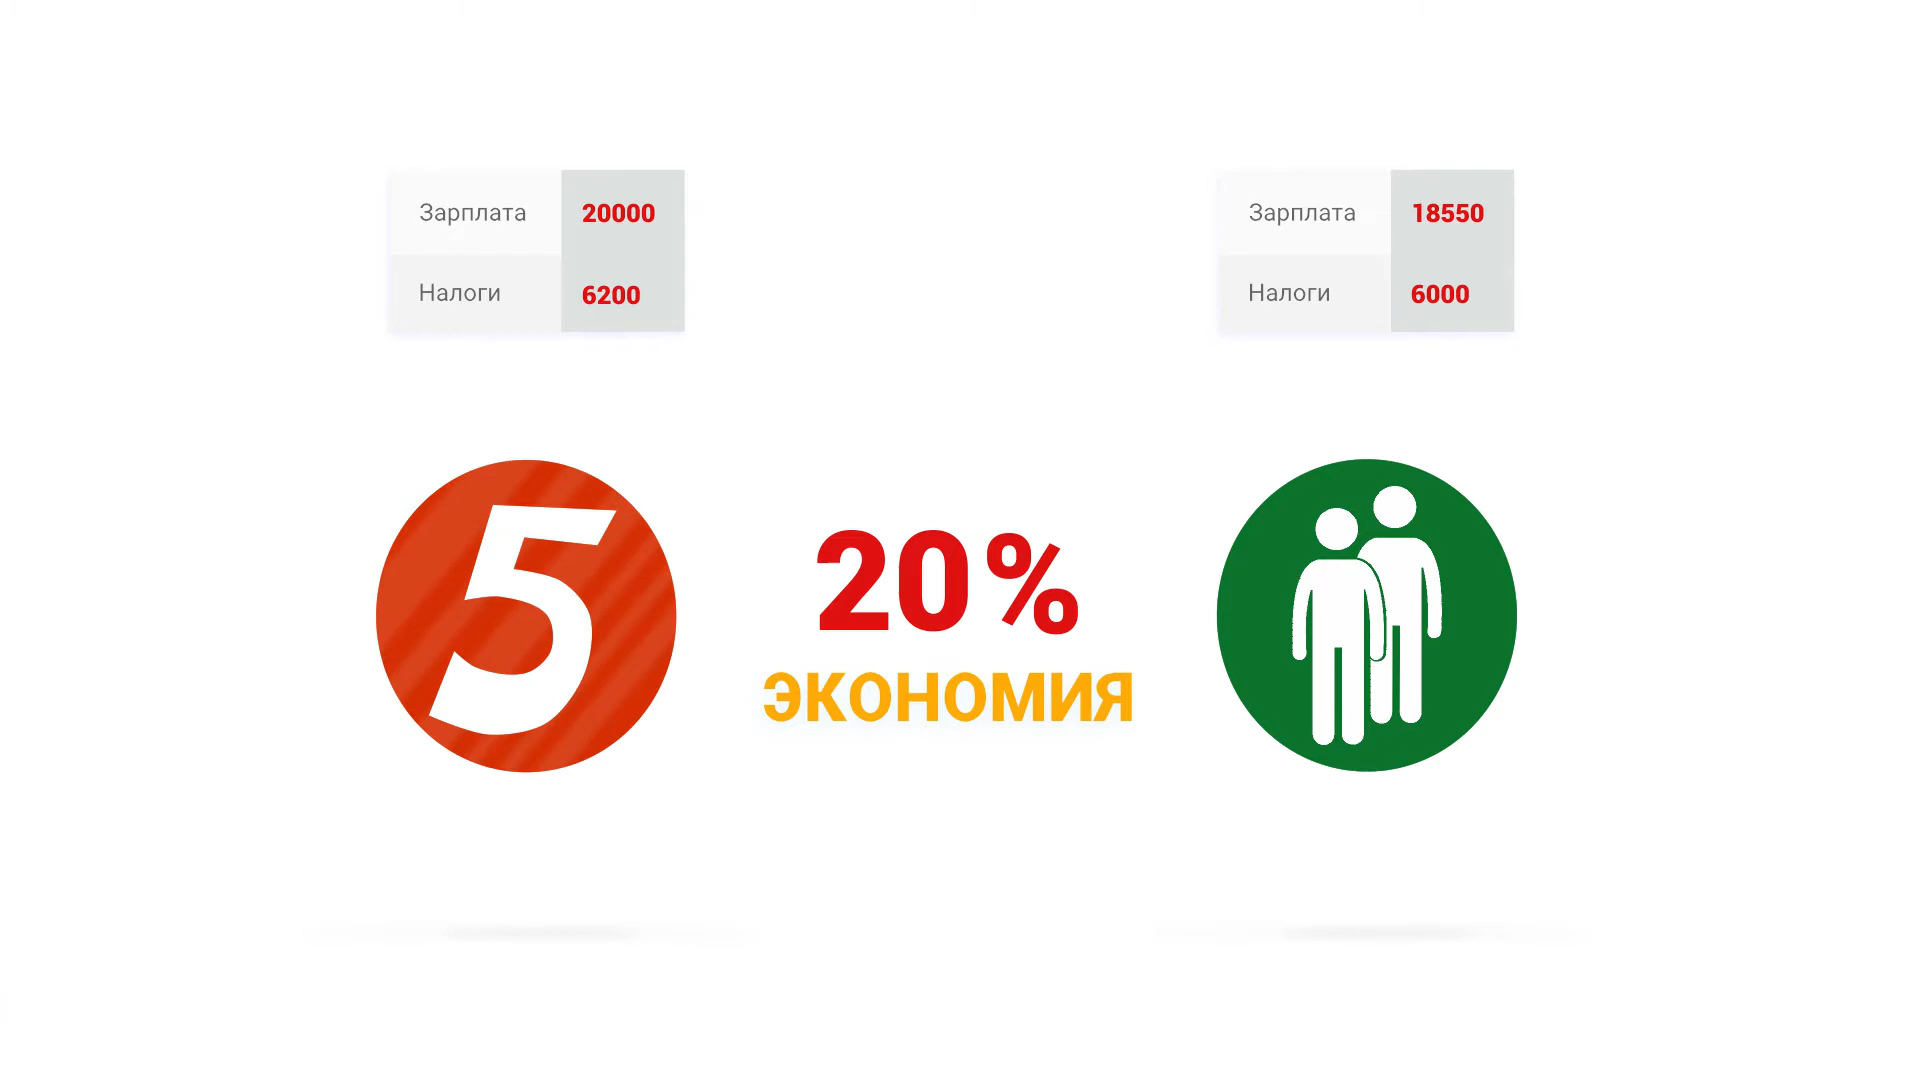 Зарплата 20000
Налоги 6200
Зарплата 18550
Налоги 6000
5
20%
ЭКОНОМИЯ